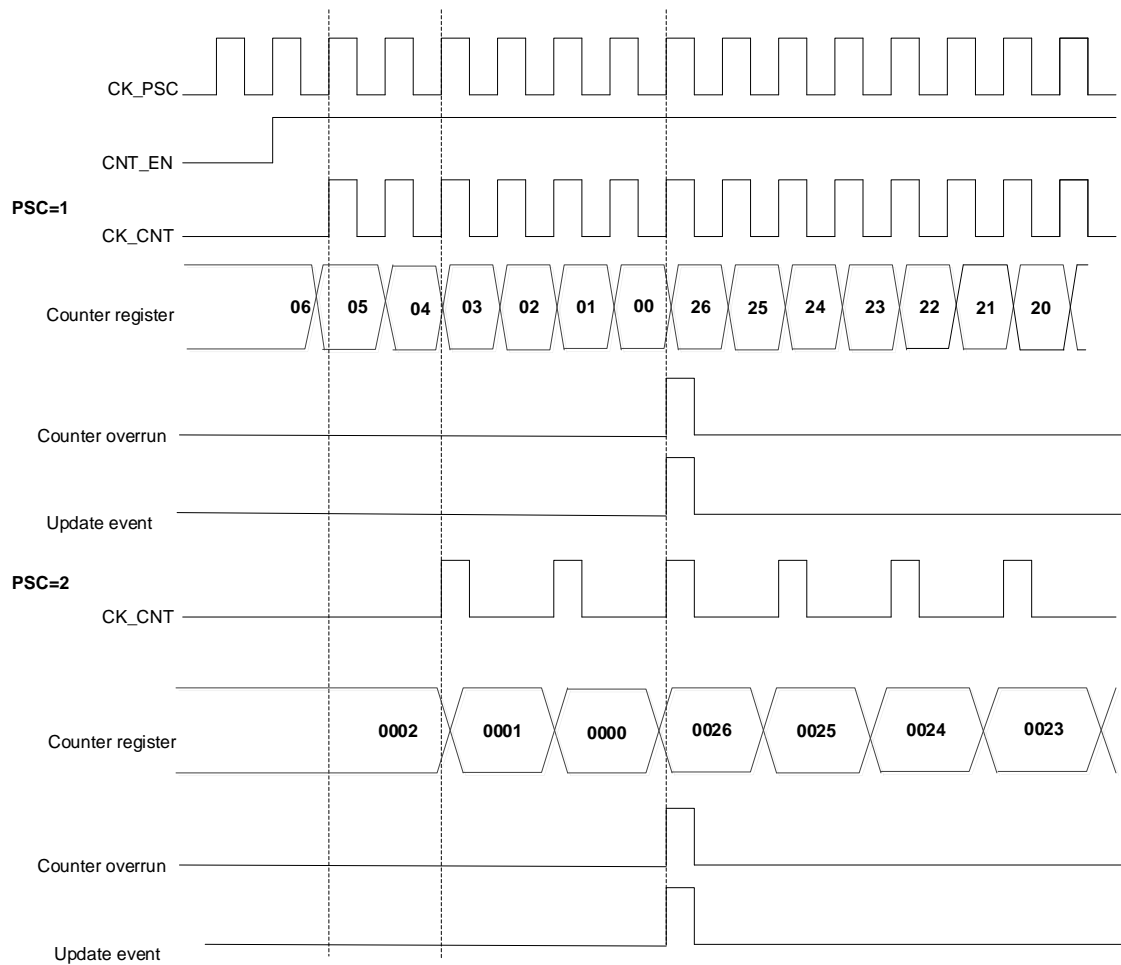 CK_PSC
CNT_EN
PSC=1
CK_CNT
Counter register
06 05 04 03 02 01 00 26 25 24 23 22 21 20
Counter overrun
Update event
PSC=2
CK_CNT
Counter register
0002 0001 0000 0026 0025 0024 0023
Counter overrun
Update event